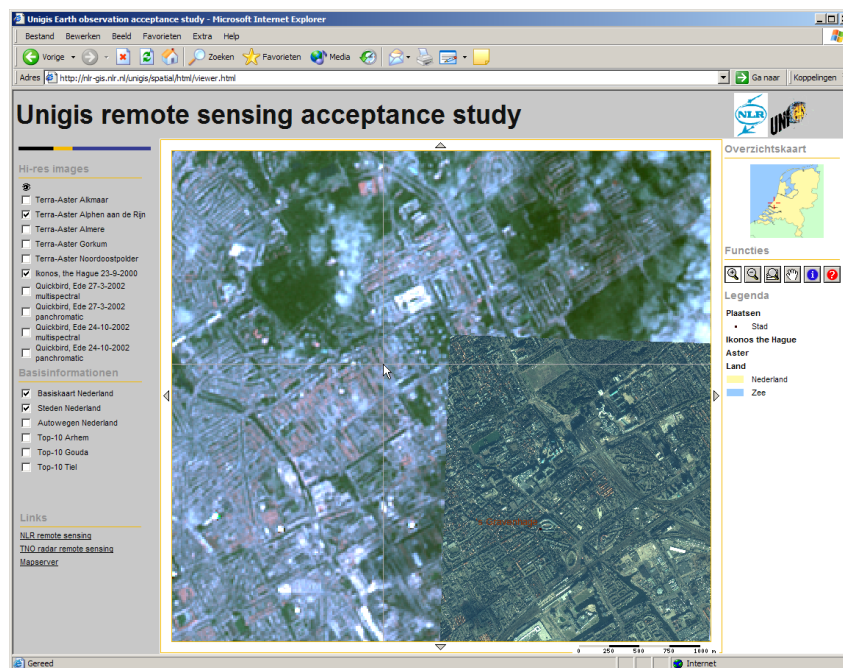 Unigis Earth observation acceptance study - Microsoft Internet Explorer
Bestand Bewerken Beeld Favorieten Extra Help
Vorige Zoeken Favorieten Media
Adres http://nlr-gis.nlr.nl/unigis/spatial/html/viewer.html Ga naar Koppelingen
Unigis remote sensing acceptance study
NLR
UNIGIS
Hi-res images
Terra-Aster Alkmaar
Terra-Aster Alphen aan de Rijn
Terra-Aster Almere
Terra-Aster Gorkum
Terra-Aster Noordoostpolder
Ikonos, the Hague 23-9-2000
Quickbird, Ede 27-3-2002
multispectral
Quickbird, Ede 27-3-2002
panchromatic
Quickbird, Ede 24-10-2002
multispectral
Quickbird, Ede 24-10-2002
panchromatic
Basisinformationen
Basiskaart Nederland
Steden Nederland
Autowegen Nederland
Top-10 Arhem
Top-10 Gouda
Top-10 Tiel
Links
NLR remote sensing
TNO radar remote sensing
Mapserver
0 250 500 750 1000 m
Overzichtskaart
Functies
Legenda
Plaatsen
Stad
Ikonos the Hague
Aster
Land
Nederland
Zee
Gereed Internet